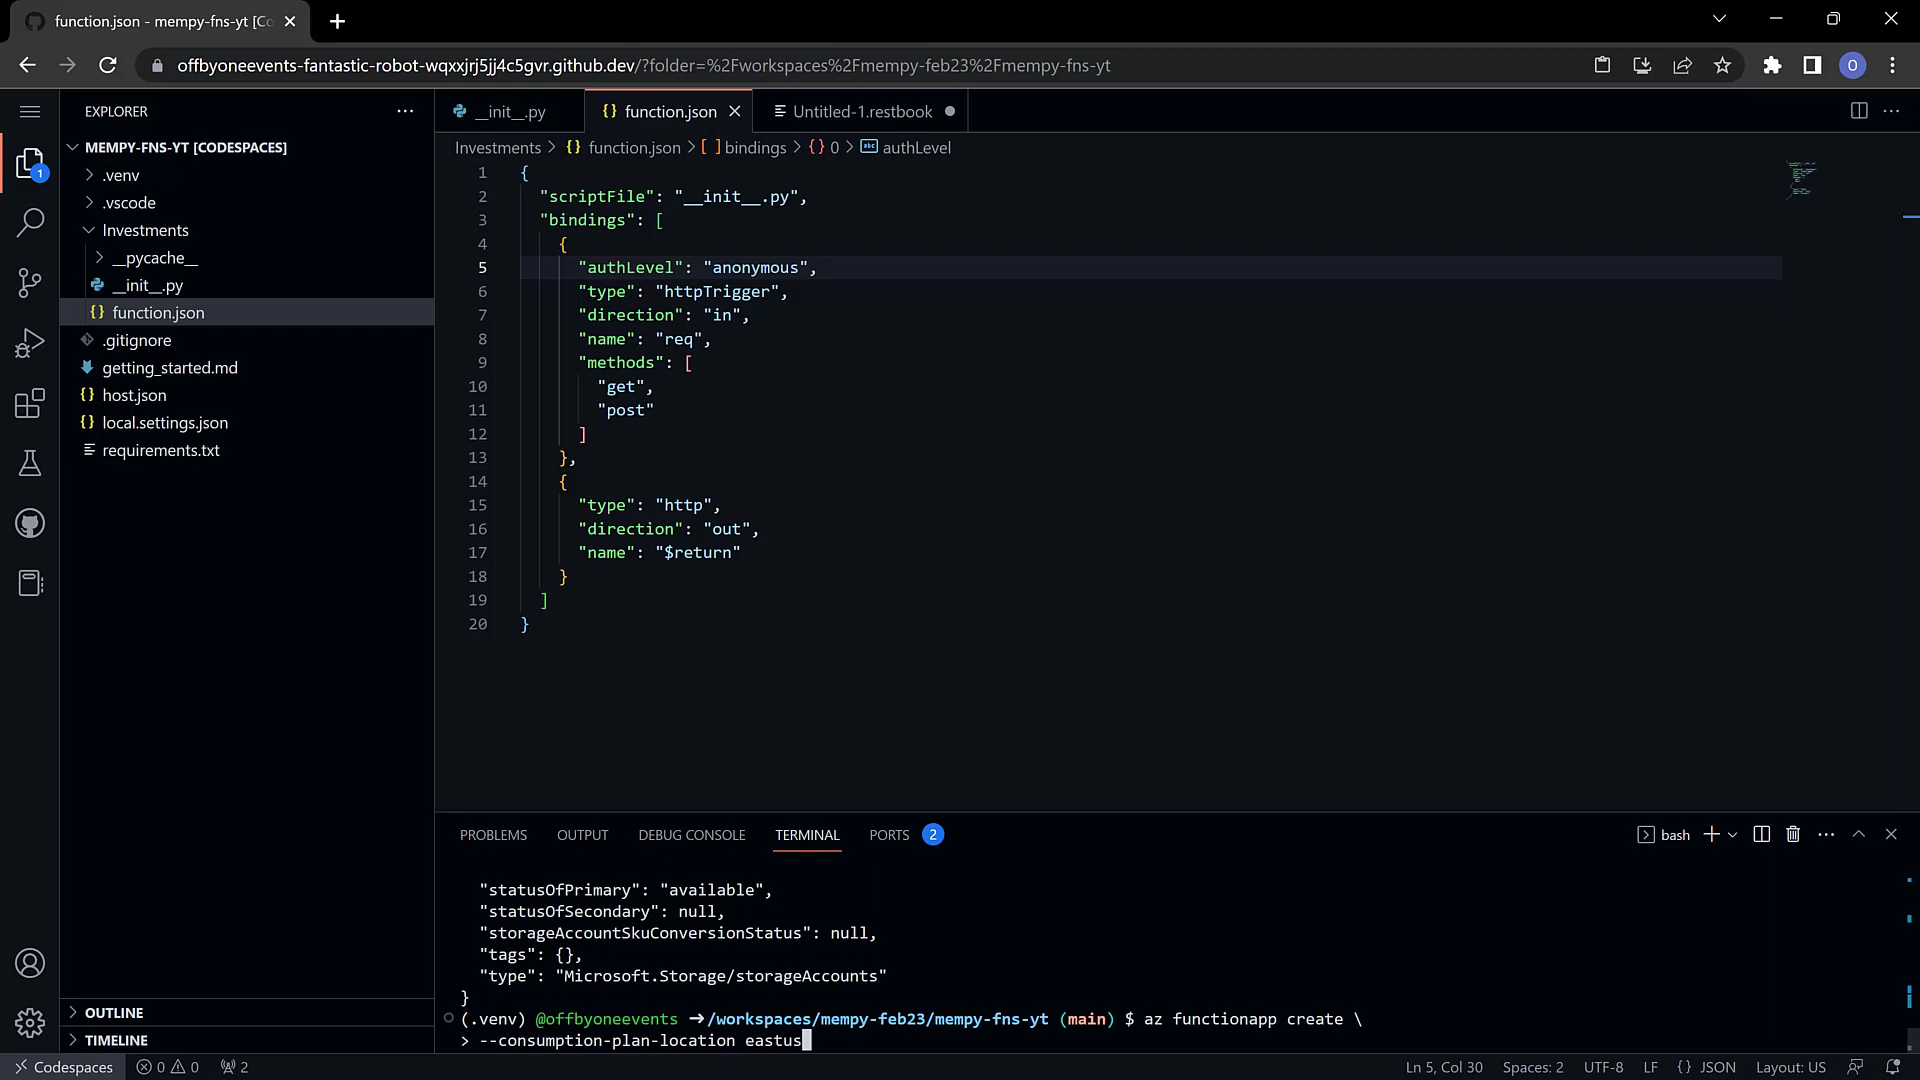 function.json - mempy-fns-yt [Co
offbyoneevents-fantastic-robot-wqxxjrj5jj4c5gvr.github.dev/?folder=%2Fworkspaces%2Fmempy-feb23%2Fmempy-fns-yt
O
EXPLORER
__init__.py
{} function.json
Untitled-1.restbook
MEMPY-FNS-YT [CODESPACES]
Investments > {} function.json > [ ] bindings > {} 0 > abc authLevel
1
.venv
.vscode
Investments
__pycache__
__init__.py
{} function.json
.gitignore
getting_started.md
{} host.json
{} local.settings.json
requirements.txt
1 {
2 "scriptFile": "__init__.py",
3 "bindings": [
4 {
5 "authLevel": "anonymous",
6 "type": "httpTrigger",
7 "direction": "in",
8 "name": "req",
9 "methods": [
10 "get",
11 "post"
12 ]
13 },
14 {
15 "type": "http",
16 "direction": "out",
17 "name": "$return"
18 }
19 ]
20 }
PROBLEMS OUTPUT DEBUG CONSOLE TERMINAL PORTS 2
bash
"statusOfPrimary": "available",
"statusOfSecondary": null,
"storageAccountSkuConversionStatus": null,
"tags": {},
"type": "Microsoft.Storage/storageAccounts"
}
(.venv) @offbyoneevents ➜/workspaces/mempy-feb23/mempy-fns-yt (main) $ az functionapp create \
> --consumption-plan-location eastus
OUTLINE
TIMELINE
Codespaces 0 0 2
Ln 5, Col 30 Spaces: 2 UTF-8 LF {} JSON Layout: US